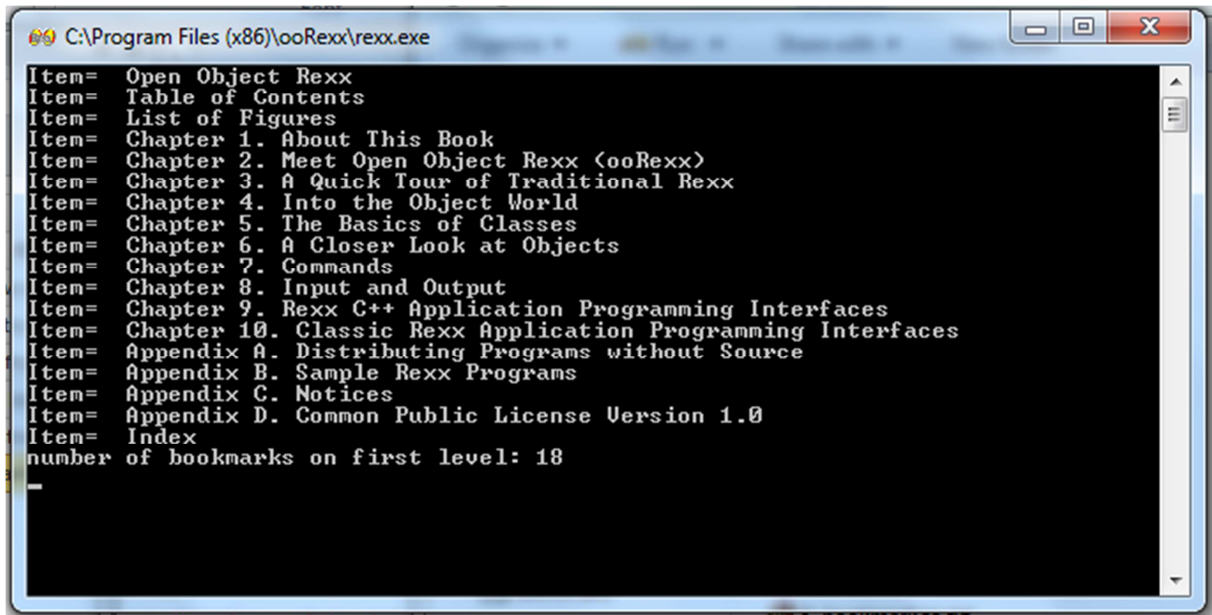 C:\Program Files (x86)\ooRexx\rexx.exe
Item=  Open Object Rexx
Item=  Table of Contents
Item=  List of Figures
Item=  Chapter 1. About This Book
Item=  Chapter 2. Meet Open Object Rexx (ooRexx)
Item=  Chapter 3. A Quick Tour of Traditional Rexx
Item=  Chapter 4. Into the Object World
Item=  Chapter 5. The Basics of Classes
Item=  Chapter 6. A Closer Look at Objects
Item=  Chapter 7. Commands
Item=  Chapter 8. Input and Output
Item=  Chapter 9. Rexx C++ Application Programming Interfaces
Item=  Chapter 10. Classic Rexx Application Programming Interfaces
Item=  Appendix A. Distributing Programs without Source
Item=  Appendix B. Sample Rexx Programs
Item=  Appendix C. Notices
Item=  Appendix D. Common Public License Version 1.0
Item=  Index
number of bookmarks on first level: 18